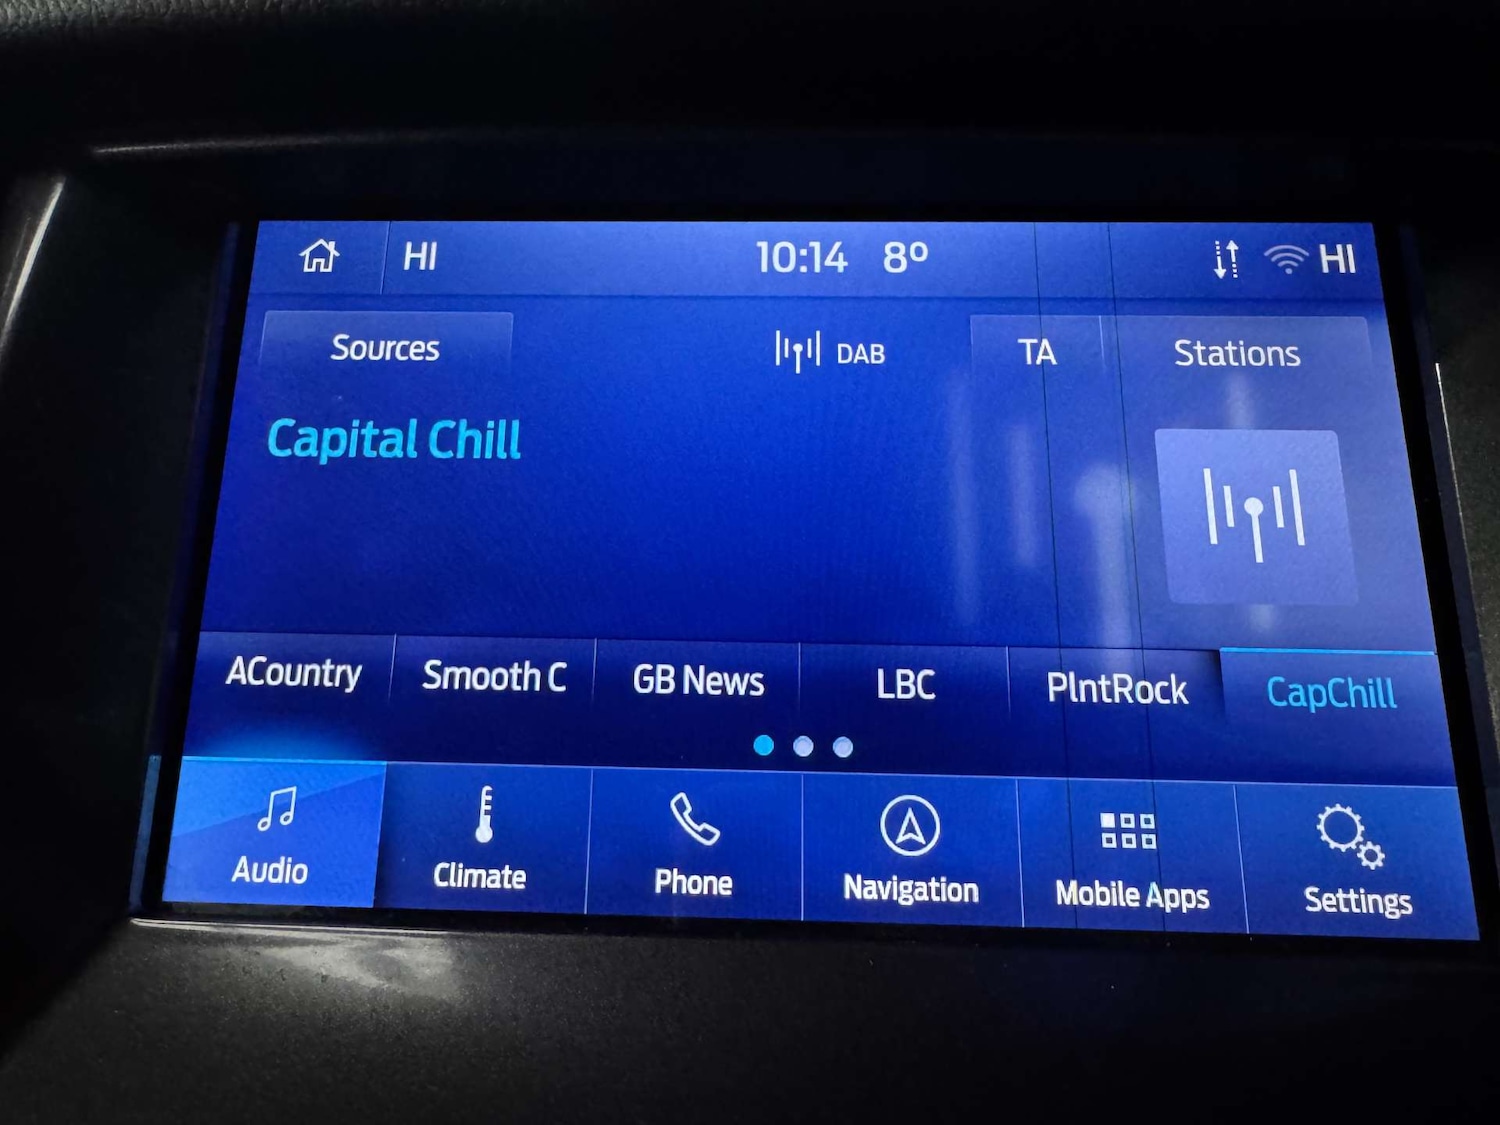 HI 10:14 8° HI
Sources DAB TA Stations
Capital Chill
ACountry Smooth C GB News LBC PlntRock CapChill
Audio Climate Phone Navigation Mobile Apps Settings